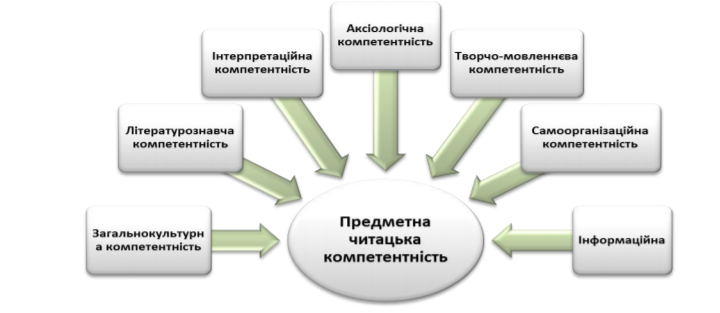 Аксіологічна
компетентність
Інтерпретаційна
компетентність
Творчо-мовленнєва
компетентність
Літературознавча
компетентність
Самоорганізаційна
компетентність
Загальнокультурн
а компетентність
Предметна
читацька
компетентність
Інформаційна